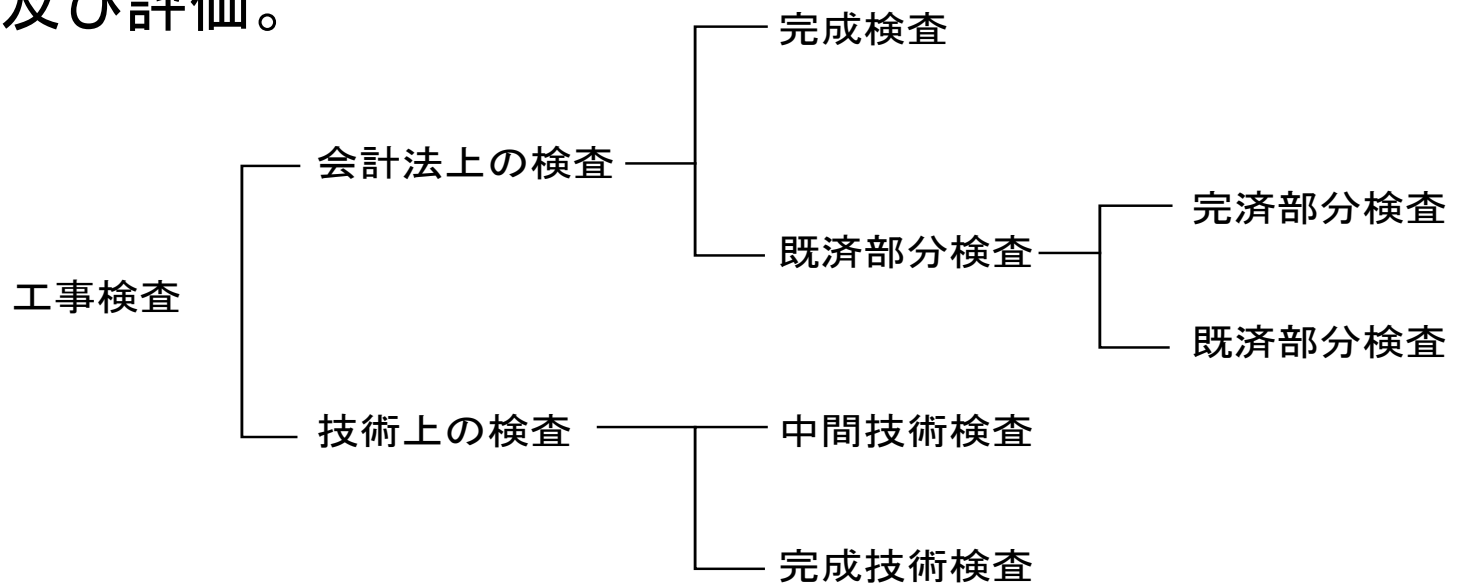 及び評価。
完成検査
会計法上の検査
完済部分検査
既済部分検査
工事検査
既済部分検査
技術上の検査
中間技術検査
完成技術検査